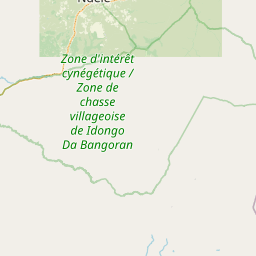 Zone d'intérêt
cynégétique /
Zone de
chasse
villageoise
de Idongo
Da Bangoran